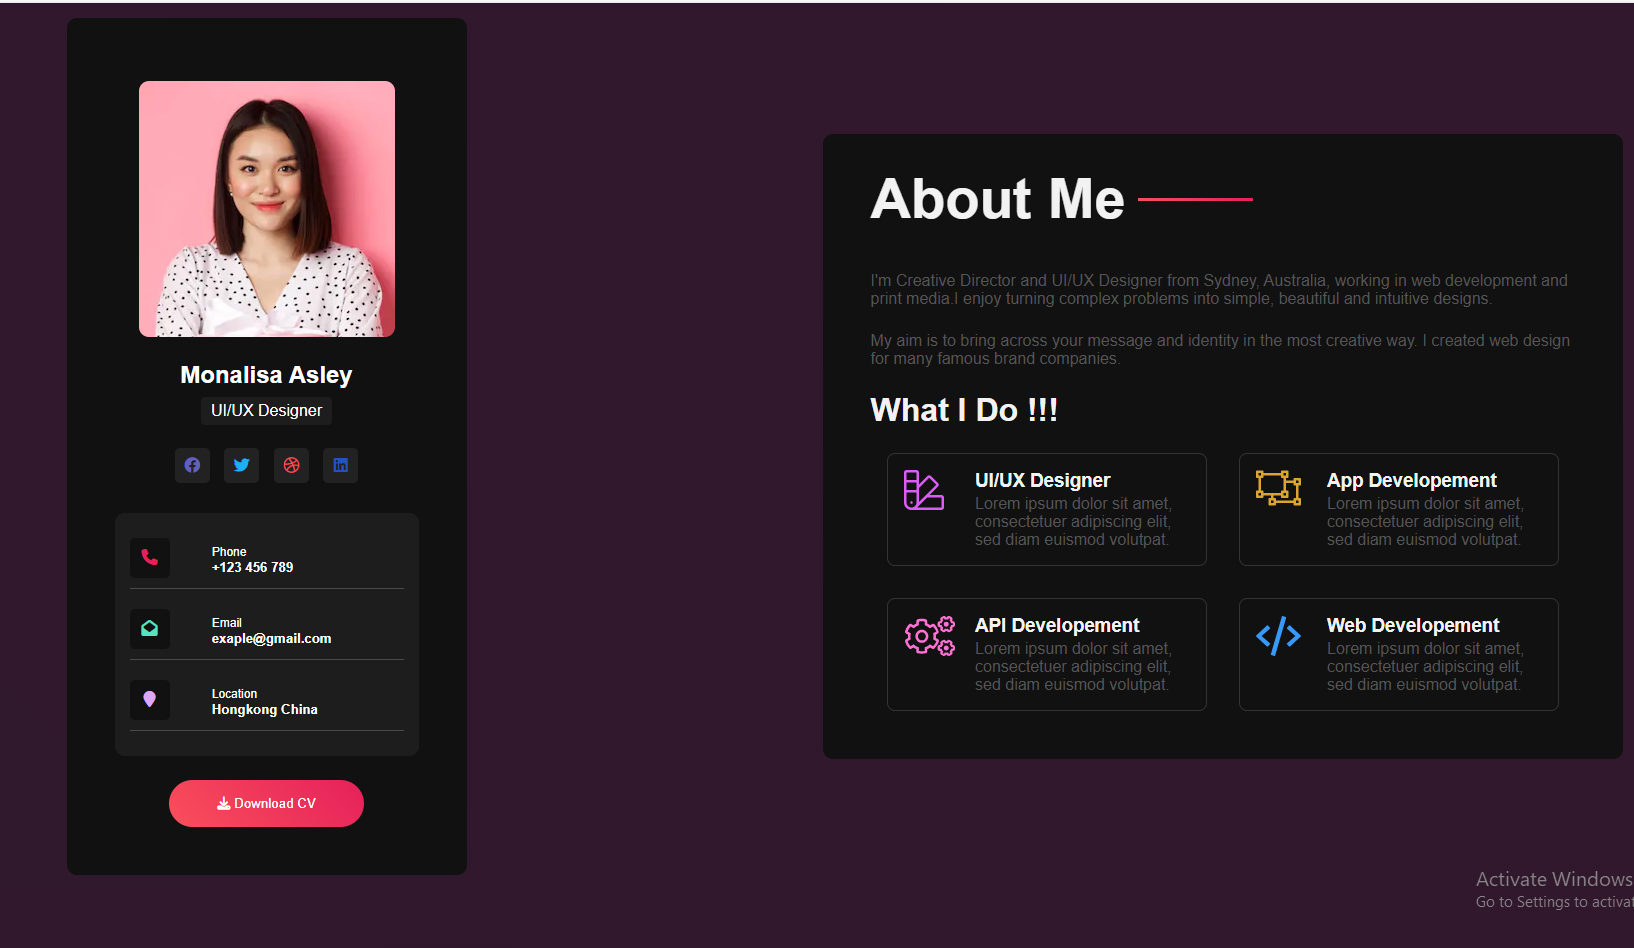 Monalisa Asley
UI/UX Designer
Phone
+123 456 789
Email
exaple@gmail.com
Location
Hongkong China
Download CV
About Me
I'm Creative Director and UI/UX Designer from Sydney, Australia, working in web development and
print media.I enjoy turning complex problems into simple, beautiful and intuitive designs.
My aim is to bring across your message and identity in the most creative way. I created web design
for many famous brand companies.
What I Do !!!
UI/UX Designer
Lorem ipsum dolor sit amet,
consectetuer adipiscing elit,
sed diam euismod volutpat.
App Developement
Lorem ipsum dolor sit amet,
consectetuer adipiscing elit,
sed diam euismod volutpat.
API Developement
Lorem ipsum dolor sit amet,
consectetuer adipiscing elit,
sed diam euismod volutpat.
Web Developement
Lorem ipsum dolor sit amet,
consectetuer adipiscing elit,
sed diam euismod volutpat.
Activate Windows
Go to Settings to activat